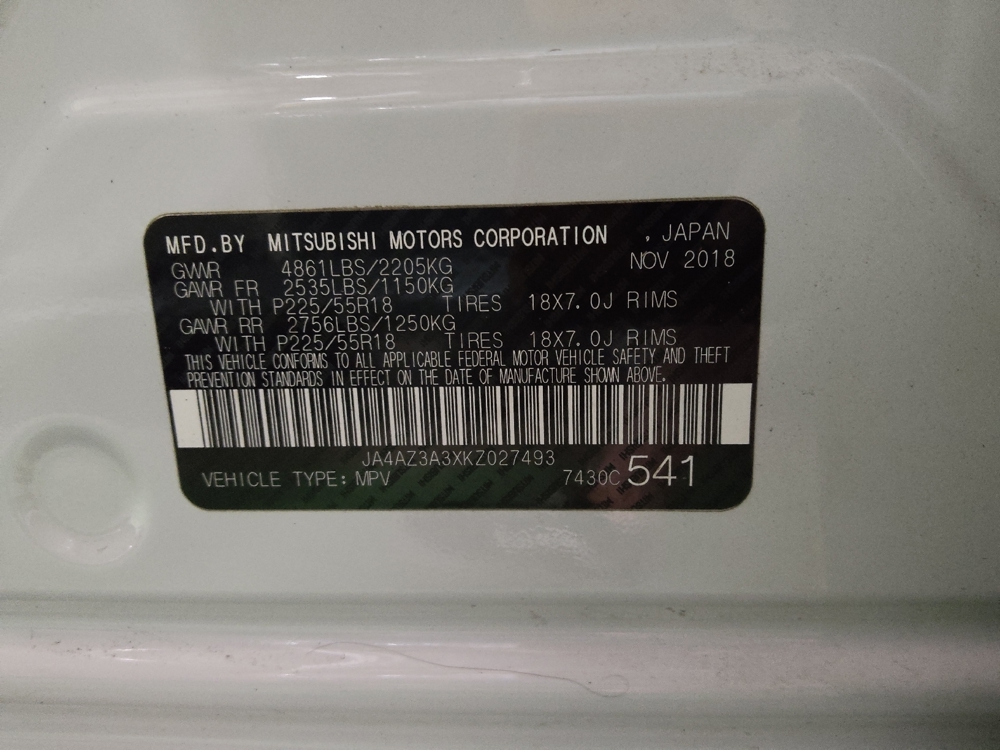 MFD.BY MITSUBISHI MOTORS CORPORATION , JAPAN
GVWR 4861LBS/2205KG NOV 2018
GAWR FR 2535LBS/1150KG
WITH P225/55R18 TIRES 18X7.0J RIMS
GAWR RR 2756LBS/1250KG
WITH P225/55R18 TIRES 18X7.0J RIMS
THIS VEHICLE CONFORMS TO ALL APPLICABLE FEDERAL MOTOR VEHICLE SAFETY AND THEFT
PREVENTION STANDARDS IN EFFECT ON THE DATE OF MANUFACTURE SHOWN ABOVE.
JA4AZ3A3XKZ027493
VEHICLE TYPE: MPV 7430C 541